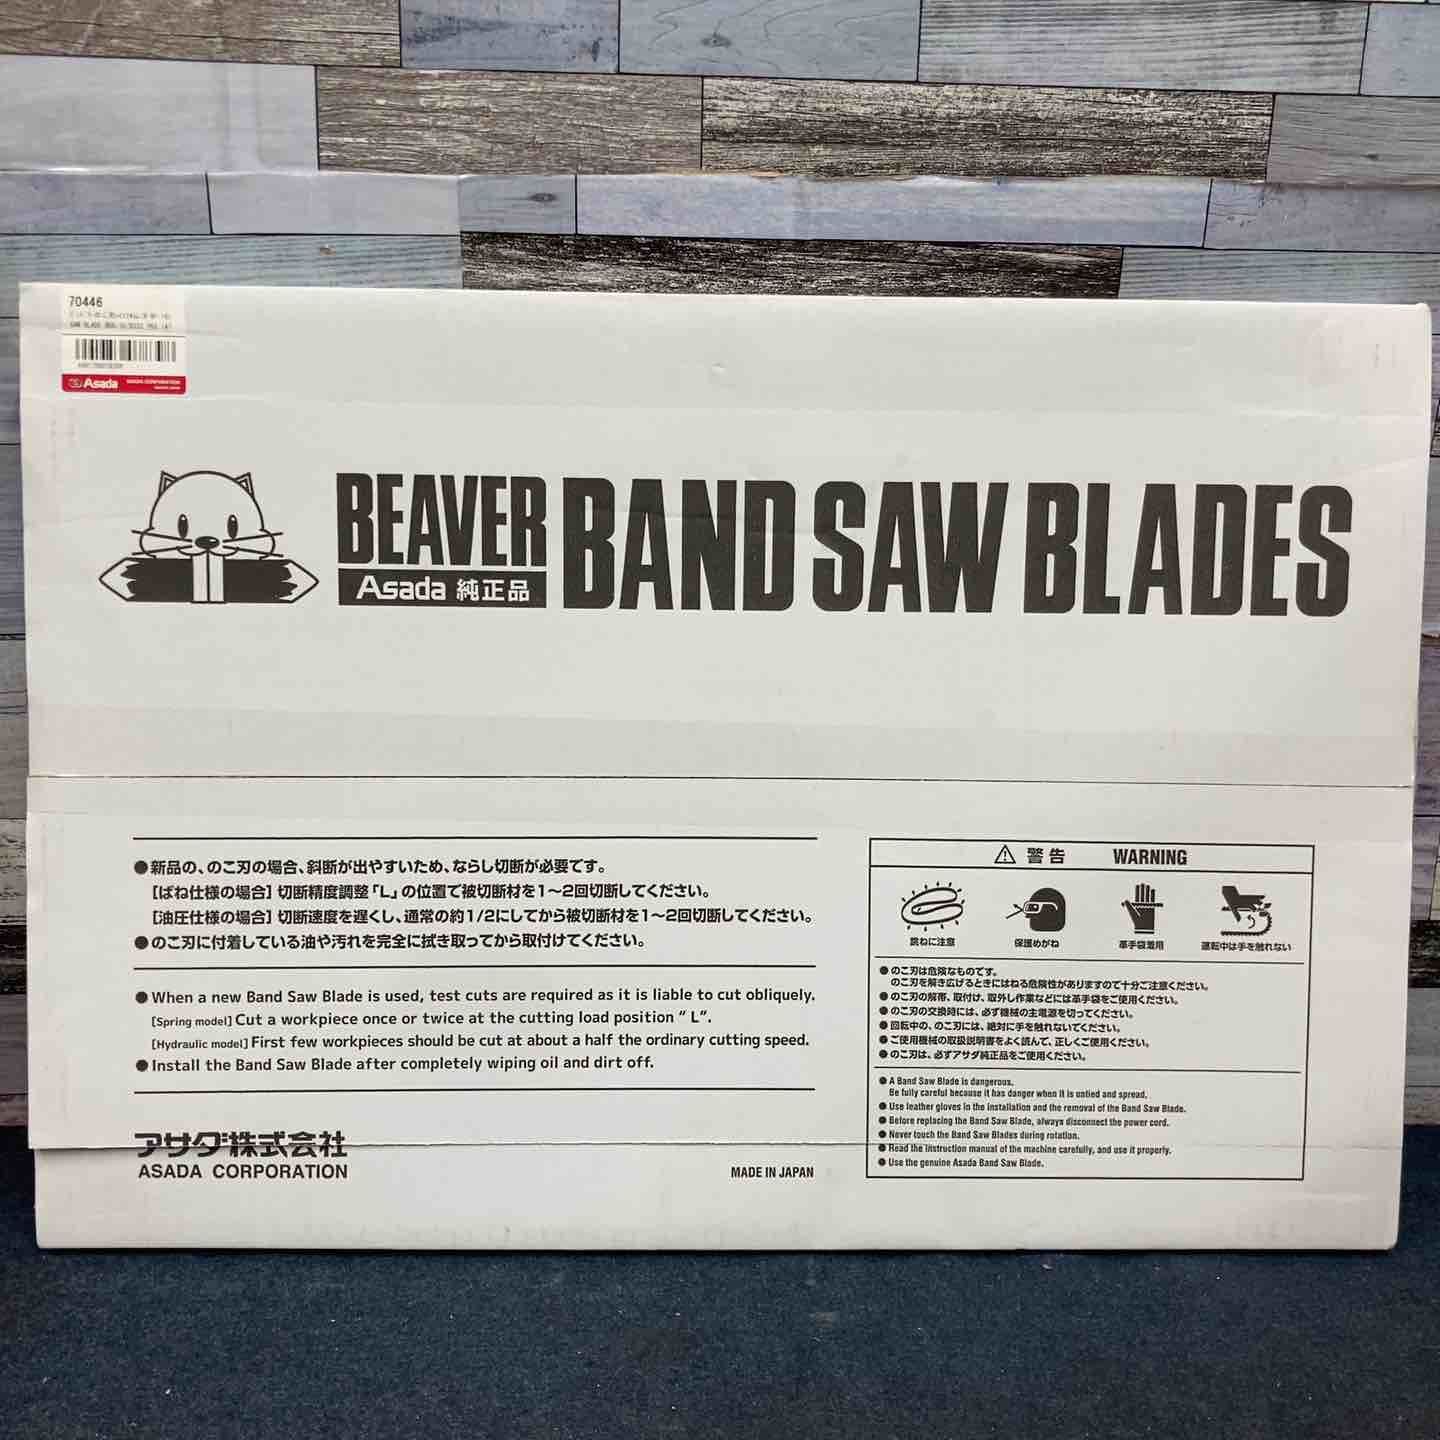 70446
SAW BLADE
Asada
BEAVER
Asada 純正品
BAND SAW BLADES
●新品の、のこ刃の場合、斜断が出やすいため、ならし切断が必要です。
［ばね仕様の場合］切断精度調整「L」の位置で被切断材を1～2回切断してください。
［油圧仕様の場合］切断速度を遅くし、通常の約1/2にしてから被切断材を1～2回切断してください。
●のこ刃に付着している油や汚れを完全に拭き取ってから取付けてください。
●When a new Band Saw Blade is used, test cuts are required as it is liable to cut obliquely.
[Spring model] Cut a workpiece once or twice at the cutting load position “ L”.
[Hydraulic model] First few workpieces should be cut at about a half the ordinary cutting speed.
●Install the Band Saw Blade after completely wiping oil and dirt off.
アサダ株式会社
ASADA CORPORATION
MADE IN JAPAN
警告 WARNING
跳ねに注意 保護めがね 革手袋着用 運転中は手を触れない
●のこ刃は危険なものです。
のこ刃を解き広げるときにはねる危険性がありますので十分ご注意ください。
●のこ刃の解帯、取付け、取外し作業などには革手袋をご使用ください。
●のこ刃の交換時には、必ず機械の主電源を切ってください。
●回転中の、のこ刃には、絶対に手を触れないでください。
●ご使用機械の取扱説明書をよく読んで、正しくご使用ください。
●のこ刃は、必ずアサダ純正品をご使用ください。
●A Band Saw Blade is dangerous.
Be fully careful because it has danger when it is untied and spread.
●Use leather gloves in the installation and the removal of the Band Saw Blade.
●Before replacing the Band Saw Blade, always disconnect the power cord.
●Never touch the Band Saw Blades during rotation.
●Read the instruction manual of the machine carefully, and use it properly.
●Use the genuine Asada Band Saw Blade.